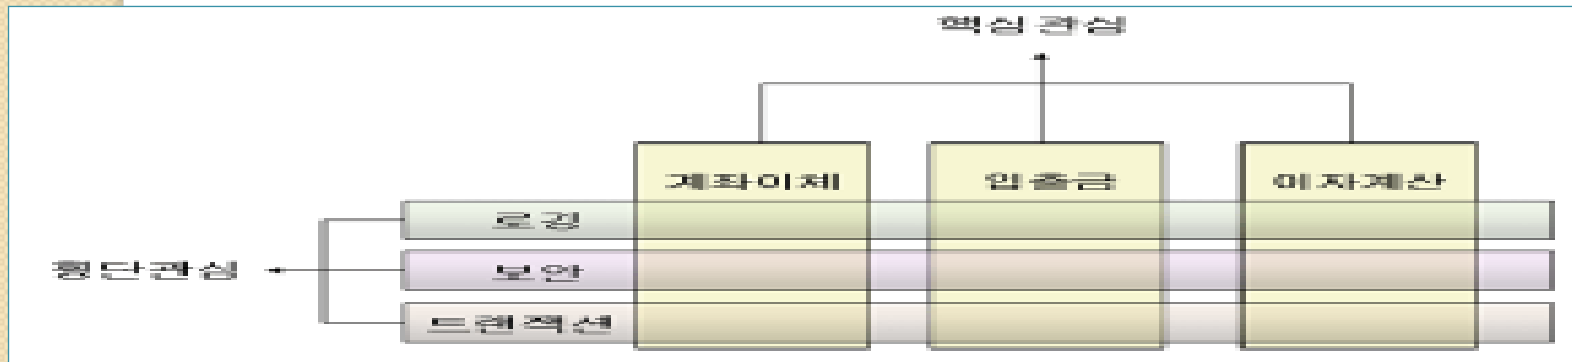 핵심 관심
계좌이체 입출금 이자계산
로깅
횡단관심
보안
트랜잭션